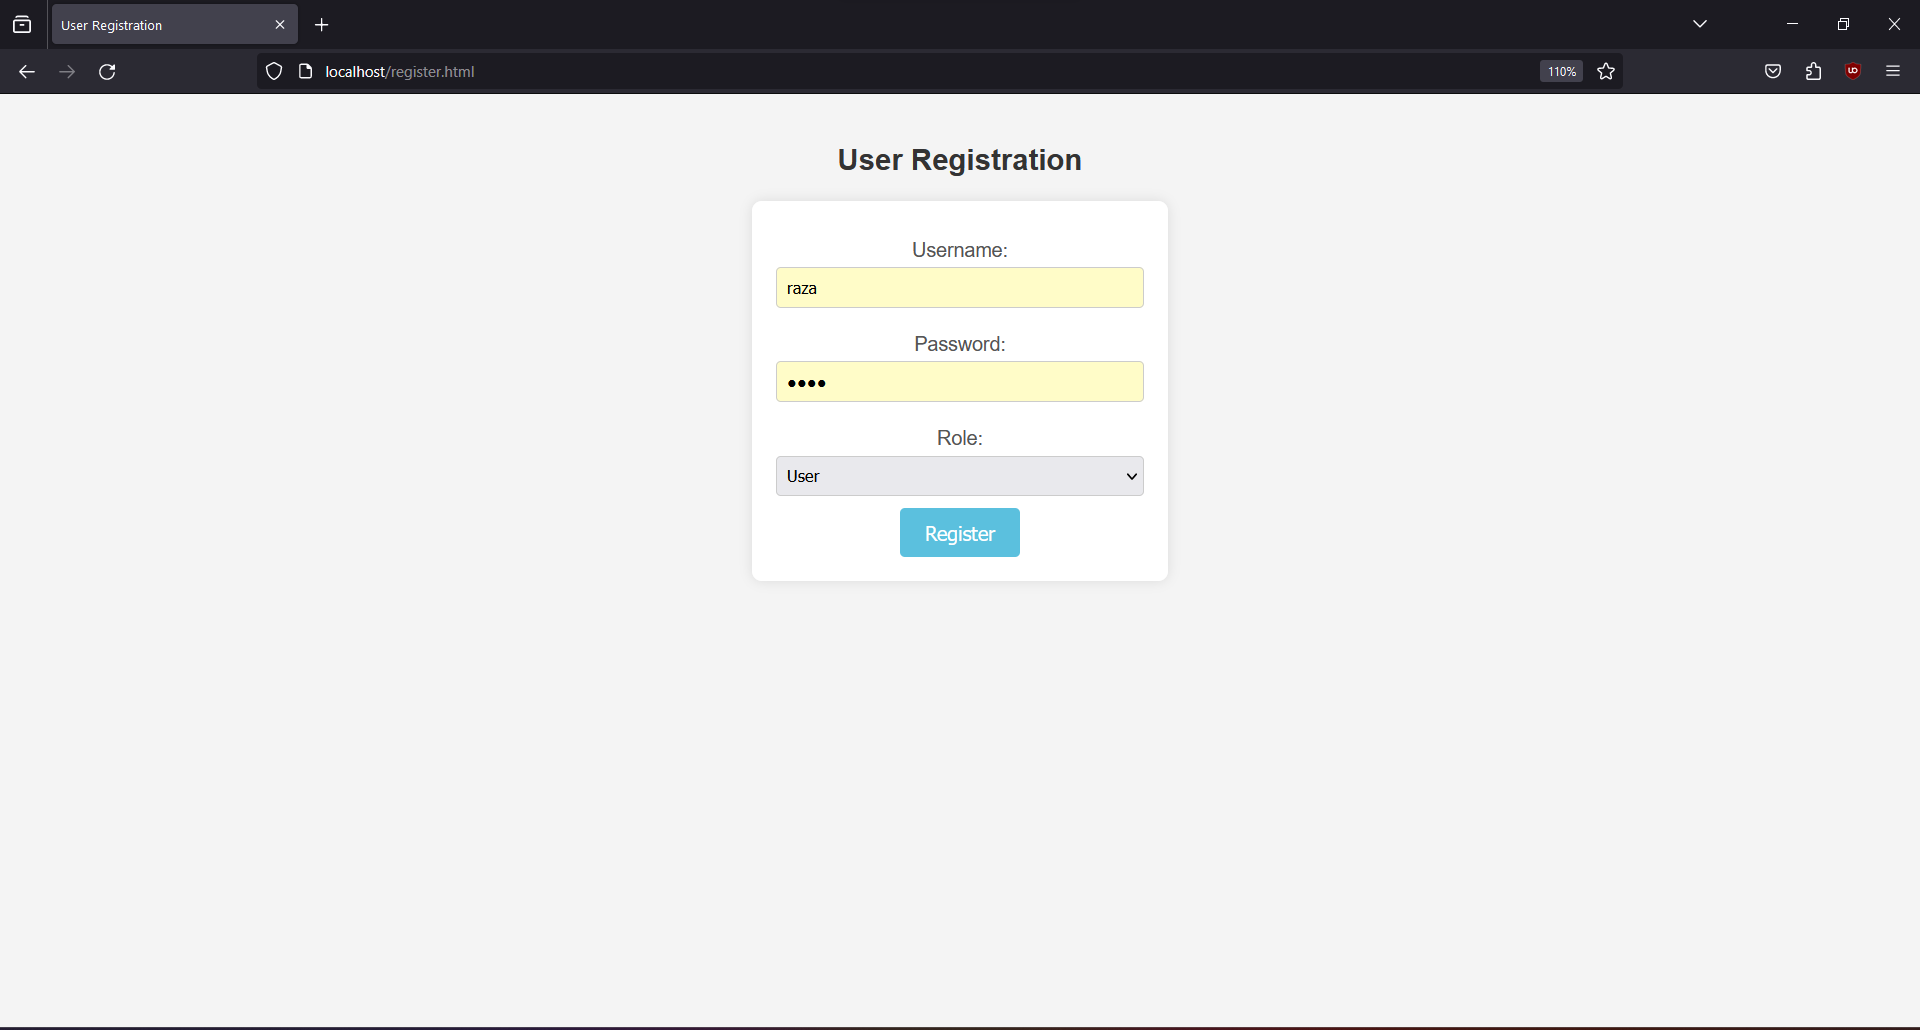 User Registration
localhost/register.html
110%
User Registration
Username:
raza
Password:
••••
Role:
User
Register